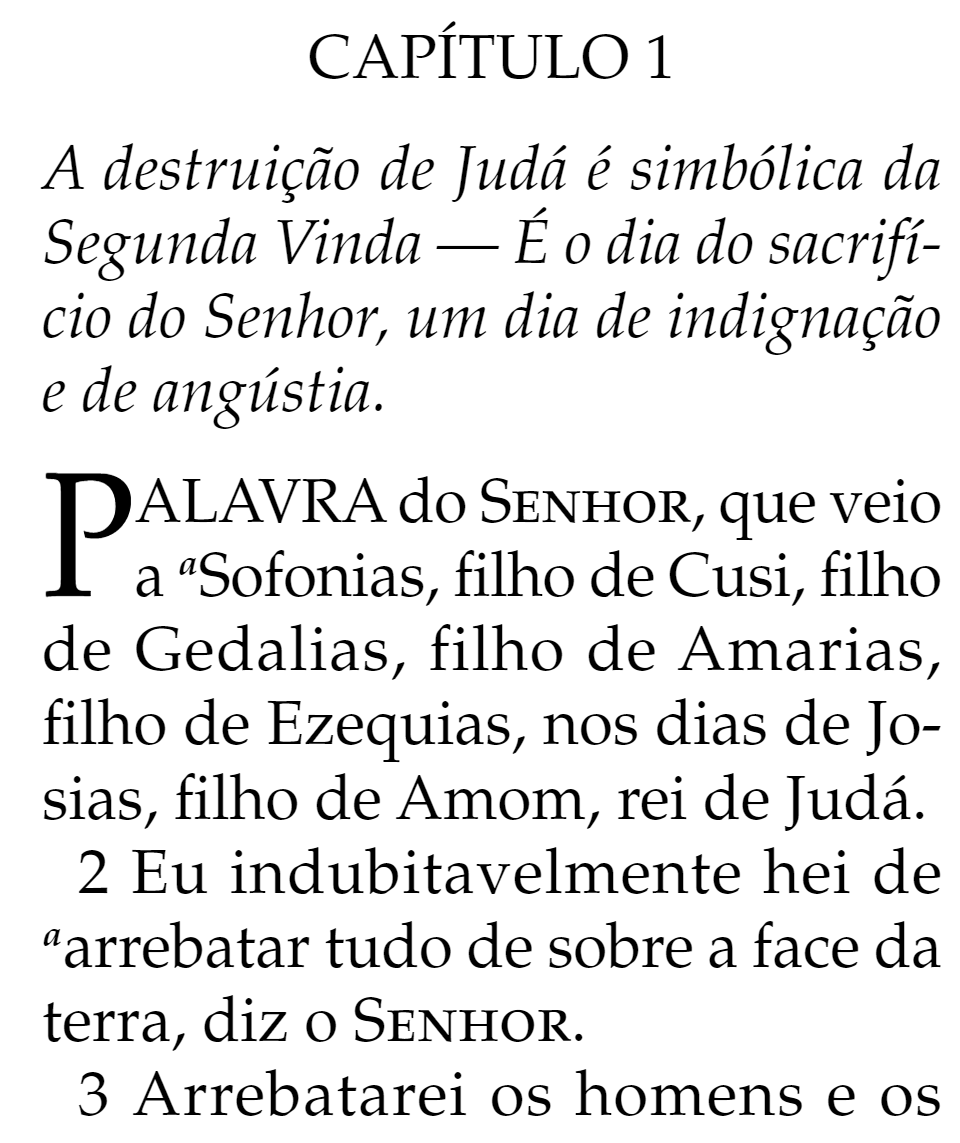 CAPÍTULO 1
A destruição de Judá é simbólica da
Segunda Vinda — É o dia do sacrifí-
cio do Senhor, um dia de indignação
e de angústia.
PALAVRA do SENHOR, que veio
a ᵃSofonias, filho de Cusi, filho
de Gedalias, filho de Amarias,
filho de Ezequias, nos dias de Jo-
sias, filho de Amom, rei de Judá.
2 Eu indubitavelmente hei de
ᵃarrebatar tudo de sobre a face da
terra, diz o SENHOR.
3 Arrebatarei os homens e os